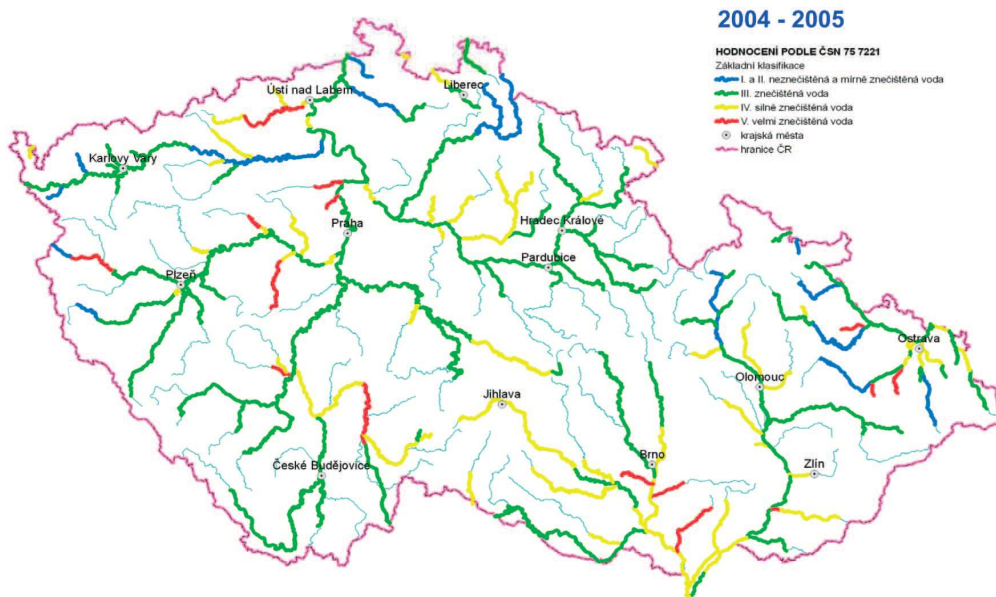 2004 - 2005
HODNOCENÍ PODLE ČSN 75 7221
Základní klasifikace
I. a II. neznečištěná a mírně znečištěná voda
III. znečištěná voda
IV. silně znečištěná voda
V. velmi znečištěná voda
krajská města
hranice ČR
Ústí nad Labem
Liberec
Karlovy Vary
Praha
Hradec Králové
Pardubice
Plzeň
Ostrava
Olomouc
Jihlava
Brno
Zlín
České Budějovice